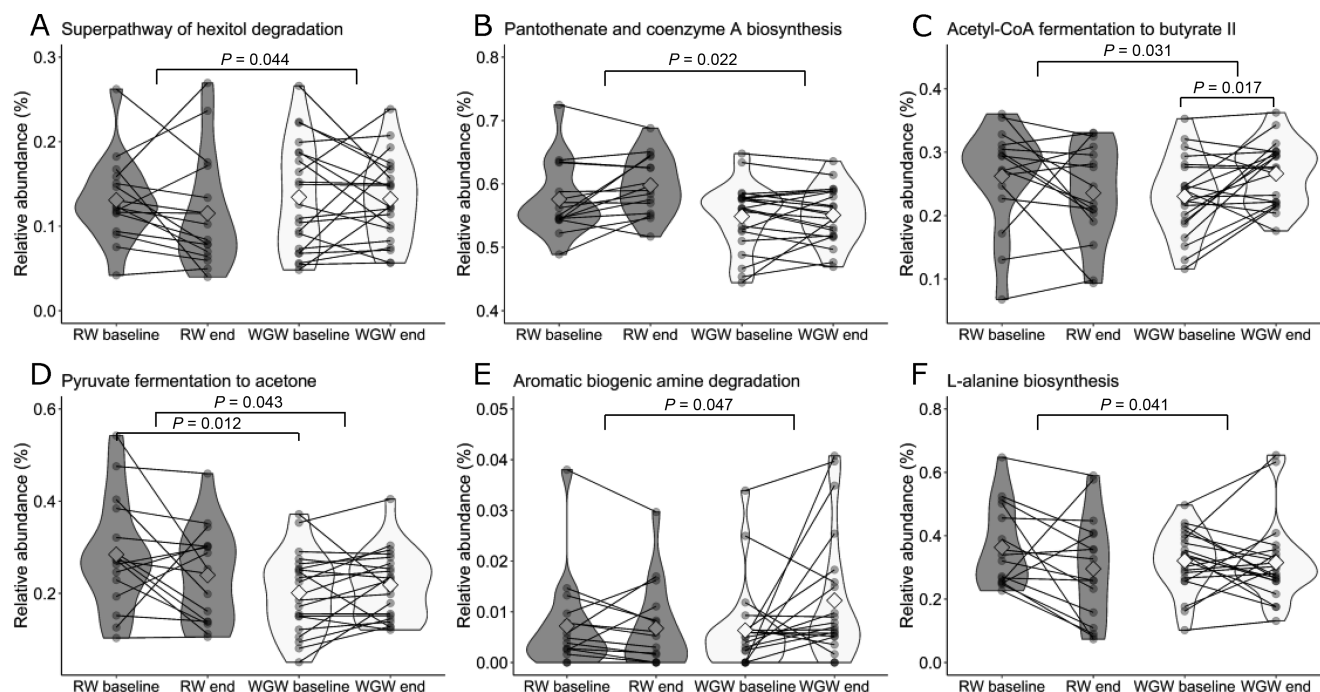 A Superpathway of hexitol degradation
P = 0.044
Relative abundance (%)
0.3
0.2
0.1
0.0
RW baseline RW end WGW baseline WGW end
B Pantothenate and coenzyme A biosynthesis
P = 0.022
Relative abundance (%)
0.8
0.7
0.6
0.5
0.4
RW baseline RW end WGW baseline WGW end
C Acetyl-CoA fermentation to butyrate II
P = 0.031
P = 0.017
Relative abundance (%)
0.4
0.3
0.2
0.1
RW baseline RW end WGW baseline WGW end
D Pyruvate fermentation to acetone
P = 0.043
P = 0.012
Relative abundance (%)
0.6
0.4
0.2
RW baseline RW end WGW baseline WGW end
E Aromatic biogenic amine degradation
P = 0.047
Relative abundance (%)
0.05
0.04
0.03
0.02
0.01
0.00
RW baseline RW end WGW baseline WGW end
F L-alanine biosynthesis
P = 0.041
Relative abundance (%)
0.8
0.6
0.4
0.2
0.0
RW baseline RW end WGW baseline WGW end